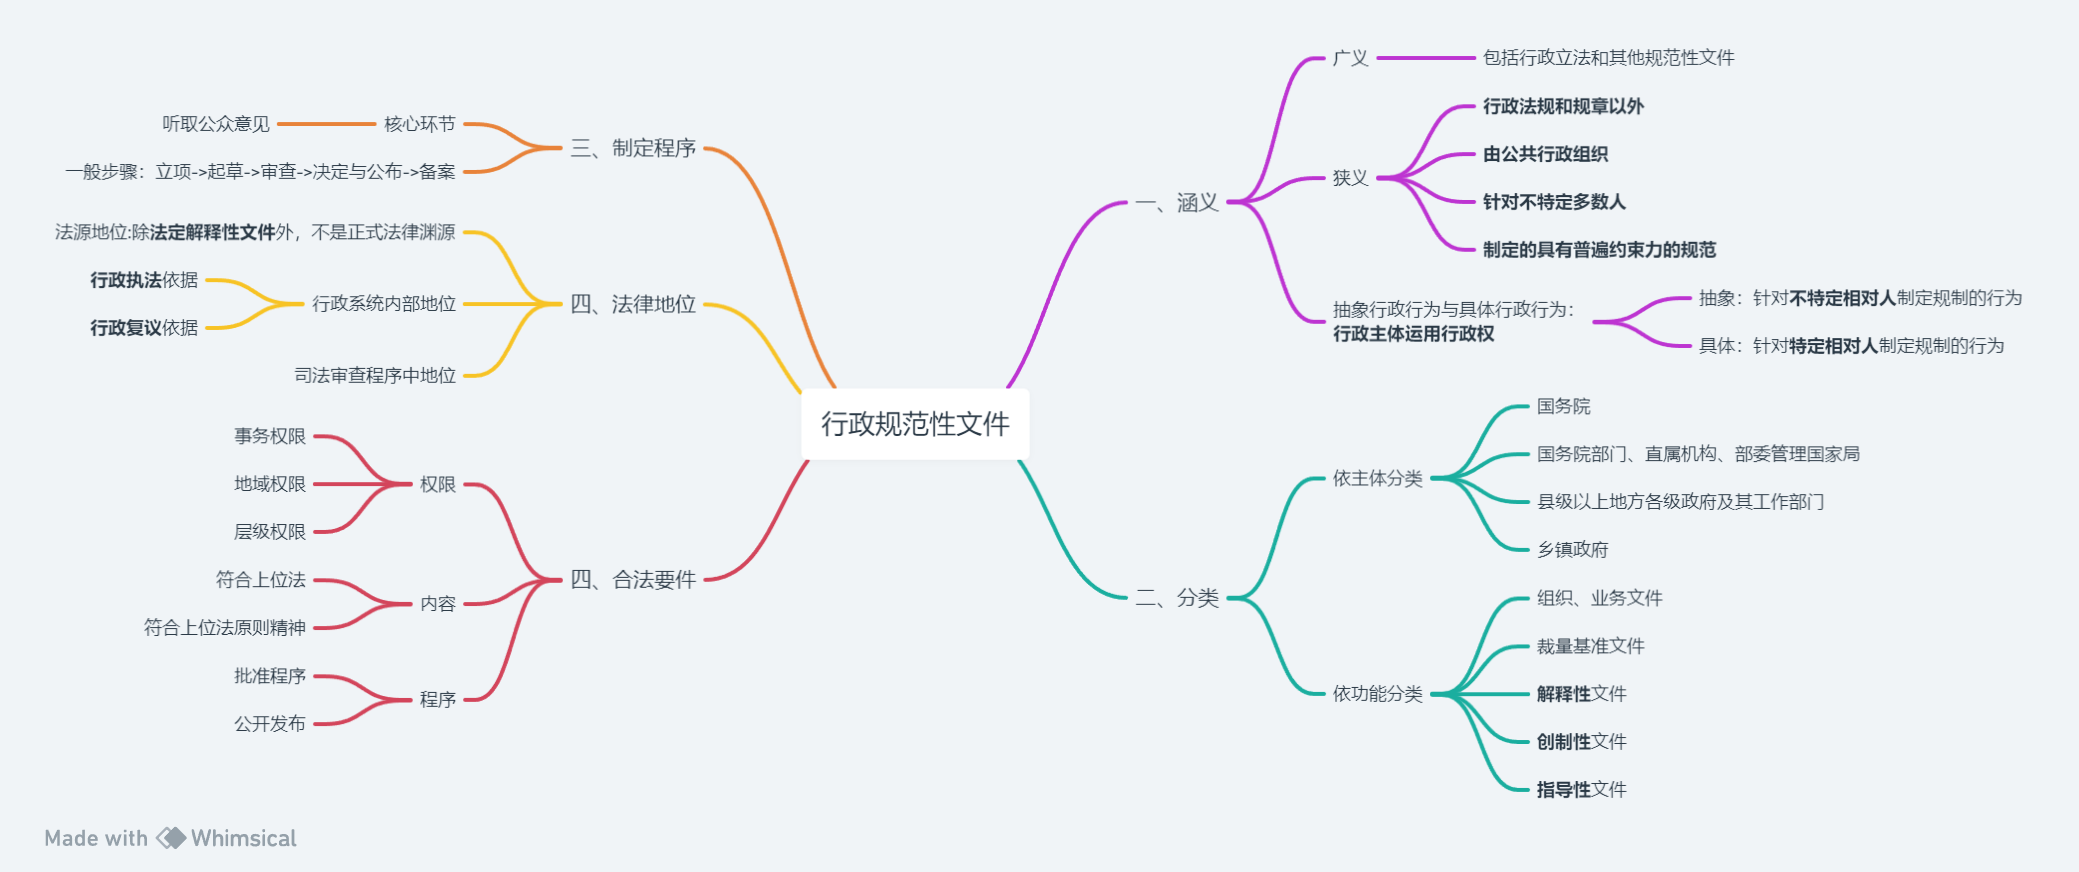 行政规范性文件
一、涵义
广义
包括行政立法和其他规范性文件
狭义
行政法规和规章以外
由公共行政组织
针对不特定多数人
制定的具有普遍约束力的规范
抽象行政行为与具体行政行为：
行政主体运用行政权
抽象：针对不特定相对人制定规制的行为
具体：针对特定相对人制定规制的行为
二、分类
依主体分类
国务院
国务院部门、直属机构、部委管理国家局
县级以上地方各级政府及其工作部门
乡镇政府
依功能分类
组织、业务文件
裁量基准文件
解释性文件
创制性文件
指导性文件
三、制定程序
核心环节
听取公众意见
一般步骤：立项->起草->审查->决定与公布->备案
四、法律地位
法源地位:除法定解释性文件外，不是正式法律渊源
行政系统内部地位
行政执法依据
行政复议依据
司法审查程序中地位
四、合法要件
权限
事务权限
地域权限
层级权限
内容
符合上位法
符合上位法原则精神
程序
批准程序
公开发布
Made with Whimsical